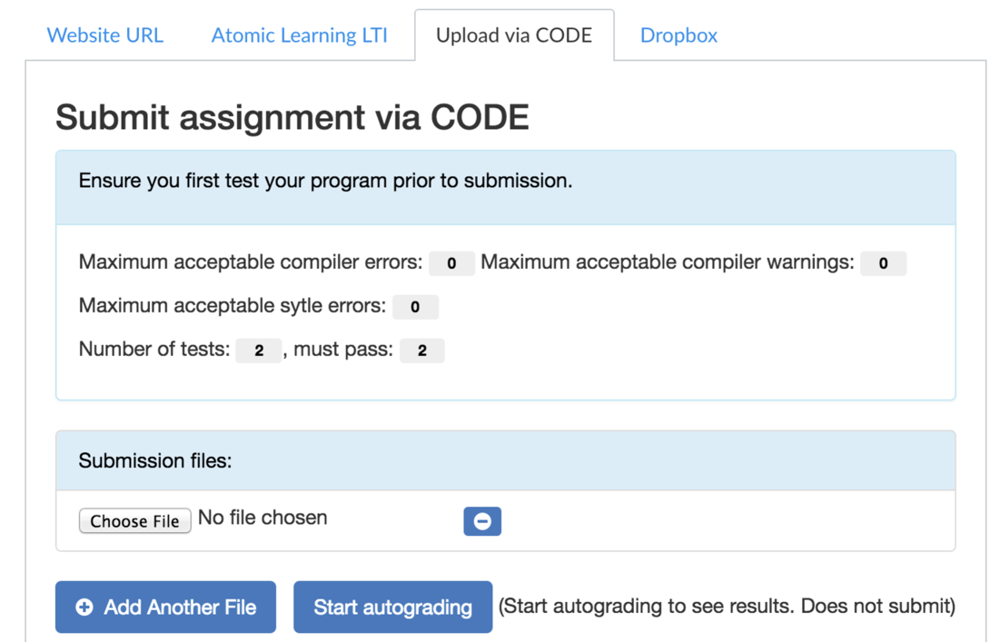 Website URL Atomic Learning LTI Upload via CODE Dropbox
Submit assignment via CODE
Ensure you first test your program prior to submission.
Maximum acceptable compiler errors: 0 Maximum acceptable compiler warnings: 0
Maximum acceptable sytle errors: 0
Number of tests: 2 , must pass: 2
Submission files:
Choose File No file chosen
Add Another File Start autograding (Start autograding to see results. Does not submit)